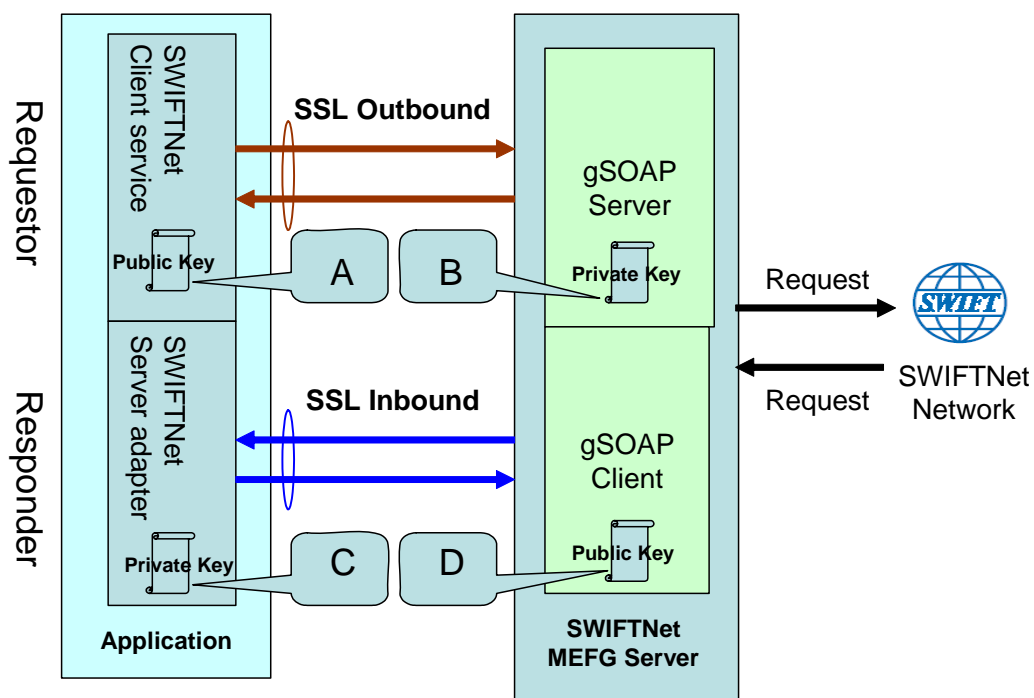 Requestor
SWIFTNet
Client service
Public Key
SSL Outbound
A
B
gSOAP
Server
Private Key
Request
SWIFT
SWIFTNet
Network
Request
Responder
SWIFTNet
Server adapter
Private Key
SSL Inbound
C
D
gSOAP
Client
Public Key
Application
SWIFTNet
MEFG Server